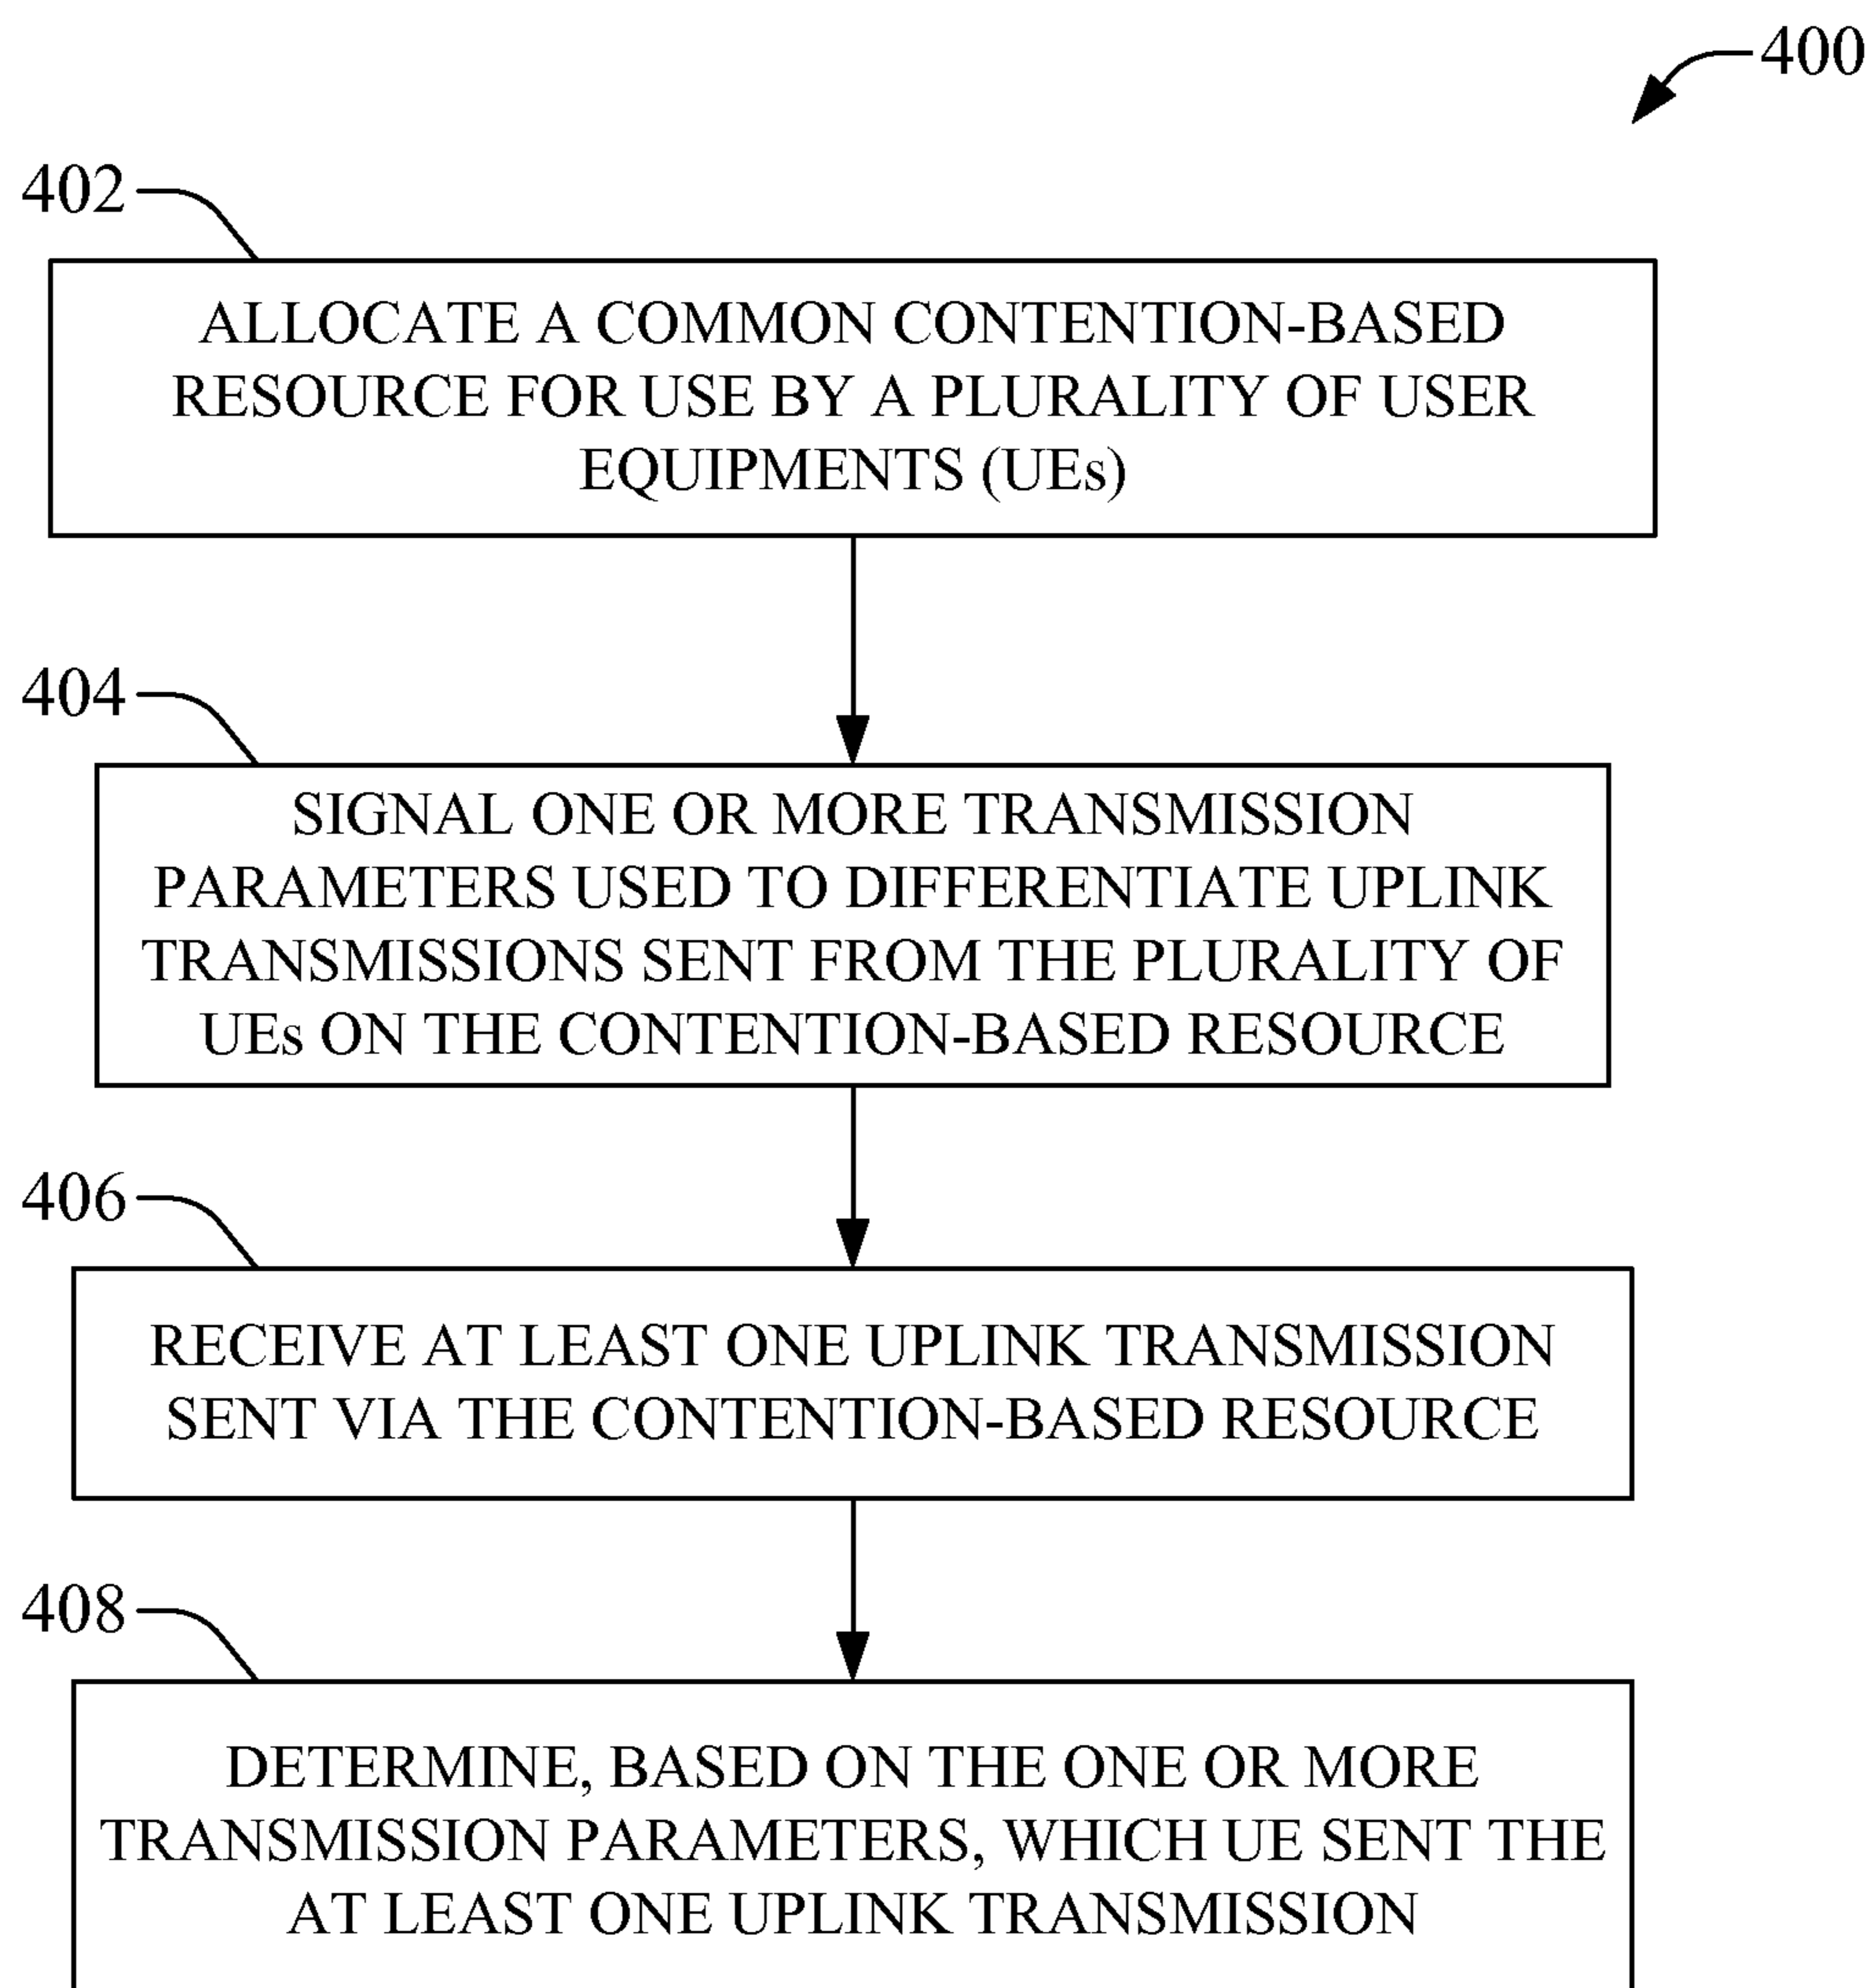 400
402
ALLOCATE A COMMON CONTENTION-BASED
RESOURCE FOR USE BY A PLURALITY OF USER
EQUIPMENTS (UEs)
404
SIGNAL ONE OR MORE TRANSMISSION
PARAMETERS USED TO DIFFERENTIATE UPLINK
TRANSMISSIONS SENT FROM THE PLURALITY OF
UEs ON THE CONTENTION-BASED RESOURCE
406
RECEIVE AT LEAST ONE UPLINK TRANSMISSION
SENT VIA THE CONTENTION-BASED RESOURCE
408
DETERMINE, BASED ON THE ONE OR MORE
TRANSMISSION PARAMETERS, WHICH UE SENT THE
AT LEAST ONE UPLINK TRANSMISSION